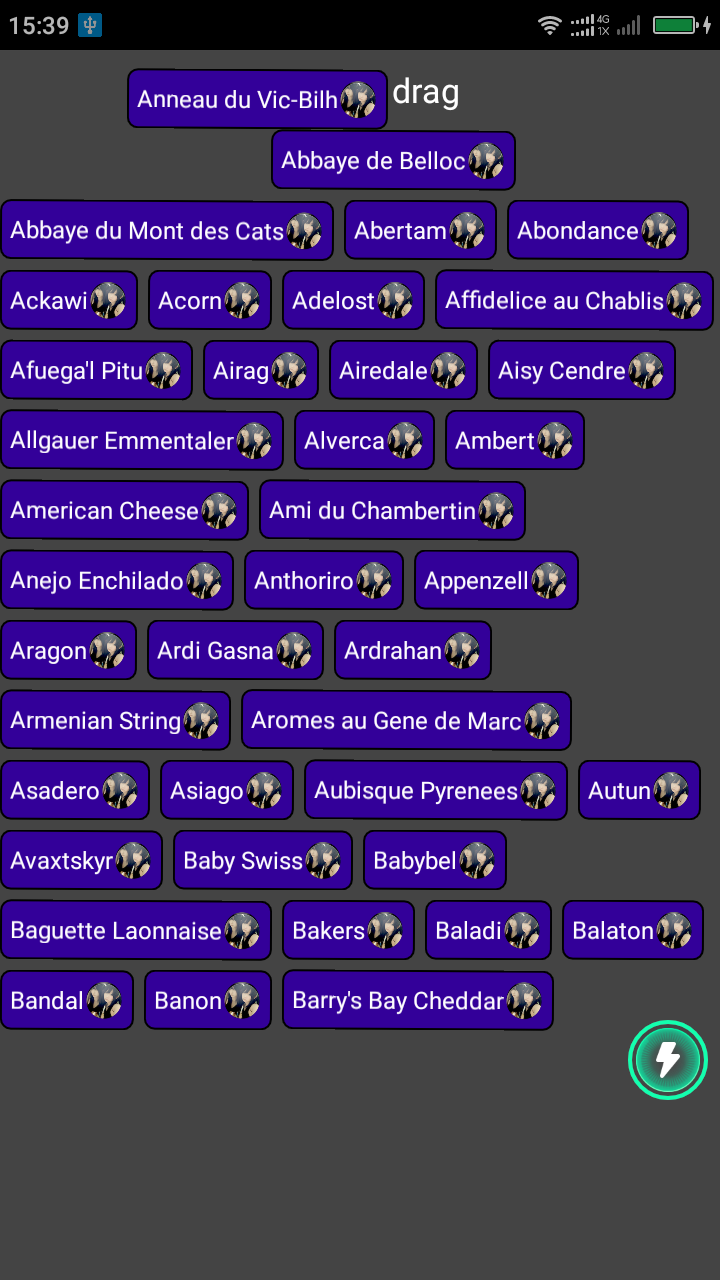 15:39 4G 1X
Anneau du Vic-Bilh drag
Abbaye de Belloc
Abbaye du Mont des Cats Abertam Abondance
Ackawi Acorn Adelost Affidelice au Chablis
Afuega'l Pitu Airag Airedale Aisy Cendre
Allgauer Emmentaler Alverca Ambert
American Cheese Ami du Chambertin
Anejo Enchilado Anthoriro Appenzell
Aragon Ardi Gasna Ardrahan
Armenian String Aromes au Gene de Marc
Asadero Asiago Aubisque Pyrenees Autun
Avaxtskyr Baby Swiss Babybel
Baguette Laonnaise Bakers Baladi Balaton
Bandal Banon Barry's Bay Cheddar